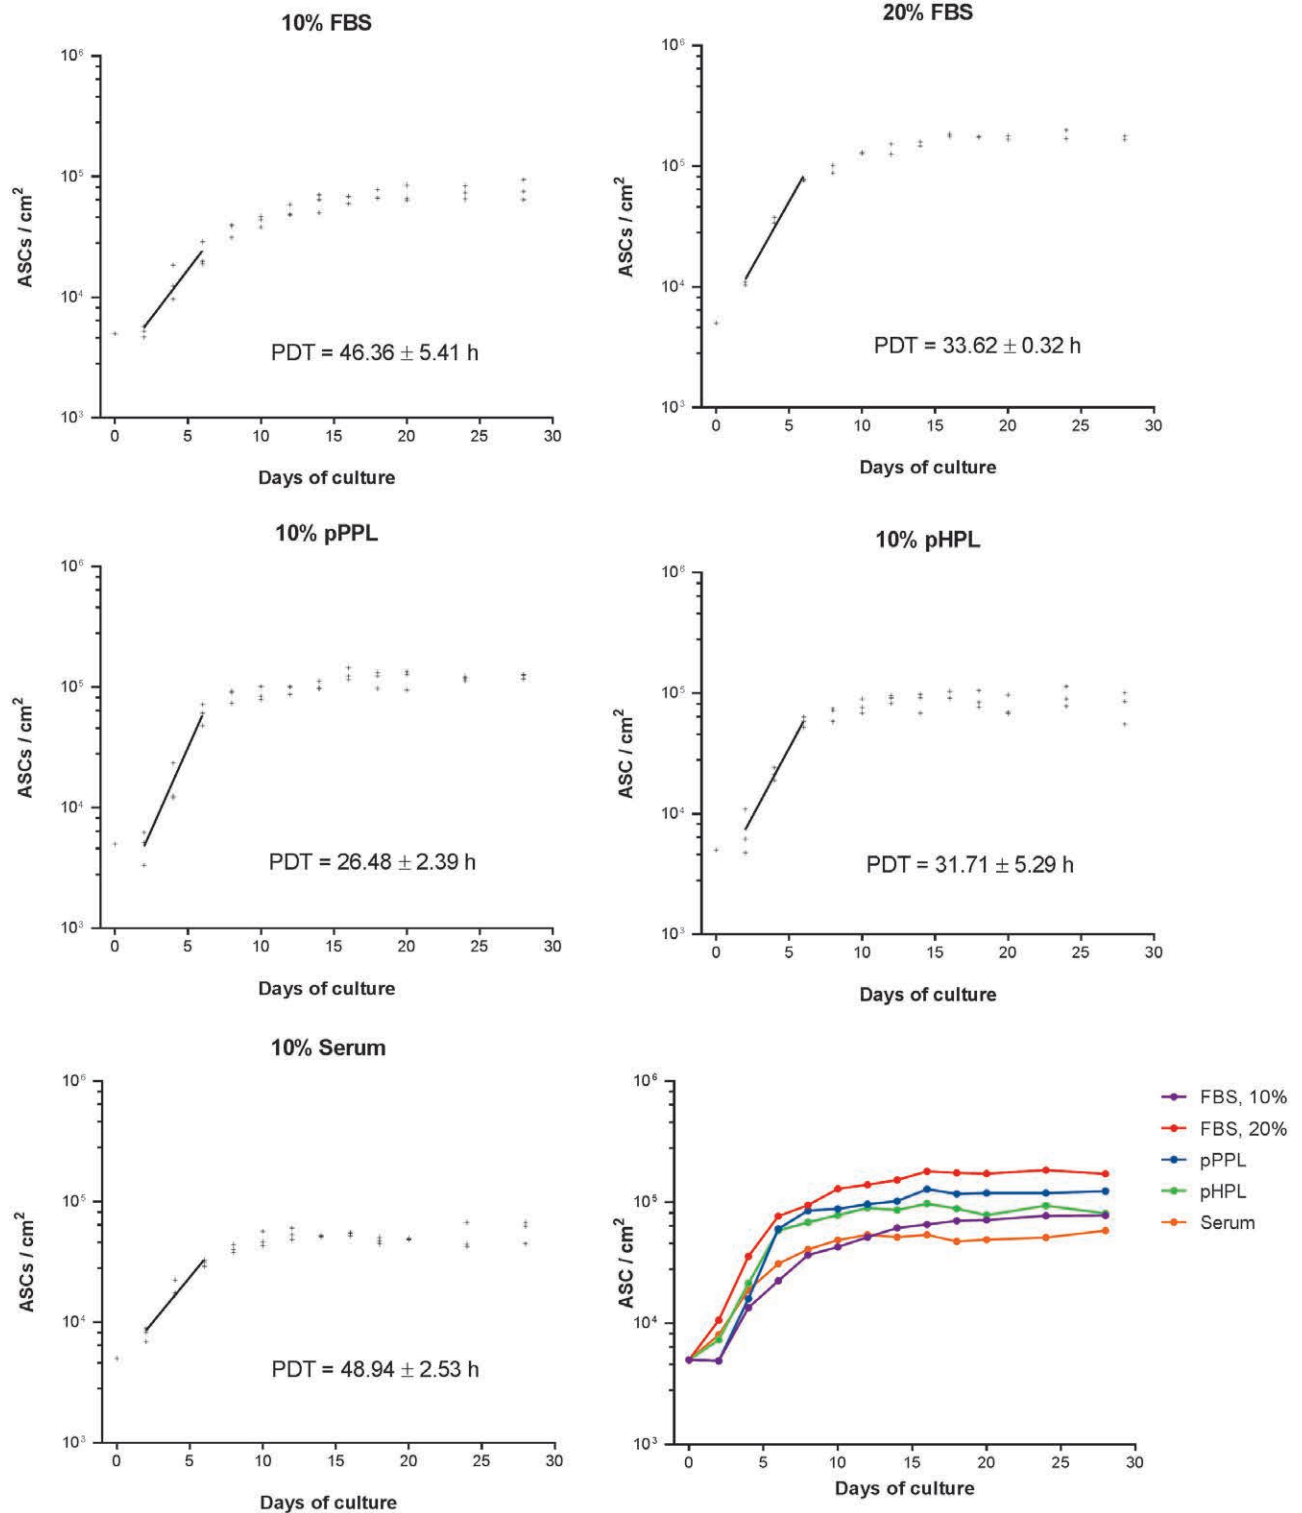 10% FBS
10⁶
10⁵
10⁴
10³
ASCs / cm²
PDT = 46.36 ± 5.41 h
0 5 10 15 20 25 30
Days of culture
20% FBS
10⁶
10⁵
10⁴
10³
ASCs / cm²
PDT = 33.62 ± 0.32 h
0 5 10 15 20 25 30
Days of culture
10% pPPL
10⁶
10⁵
10⁴
10³
ASCs / cm²
PDT = 26.48 ± 2.39 h
0 5 10 15 20 25 30
Days of culture
10% pHPL
10⁶
10⁵
10⁴
10³
ASC / cm²
PDT = 31.71 ± 5.29 h
0 5 10 15 20 25 30
Days of culture
10% Serum
10⁶
10⁵
10⁴
10³
ASCs / cm²
PDT = 48.94 ± 2.53 h
0 5 10 15 20 25 30
Days of culture
10⁶
10⁵
10⁴
10³
ASC / cm²
0 5 10 15 20 25 30
Days of culture
FBS, 10%
FBS, 20%
pPPL
pHPL
Serum